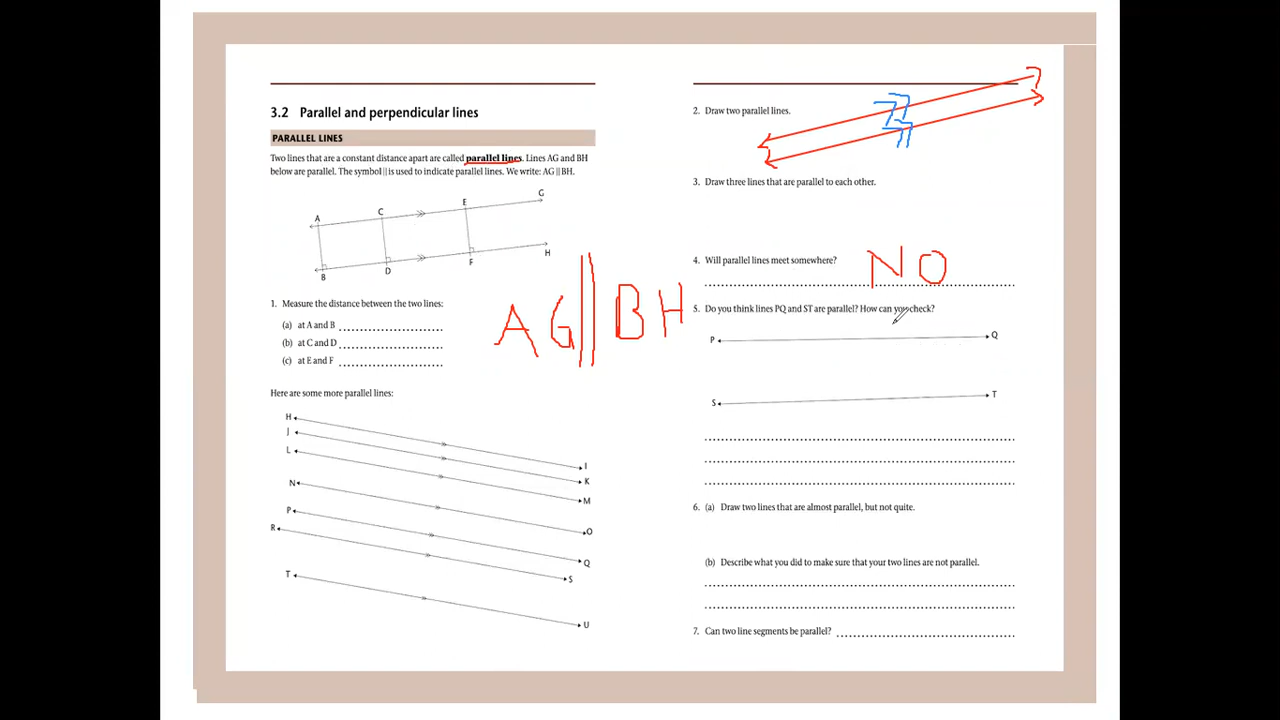 3.2 Parallel and perpendicular lines
PARALLEL LINES
Two lines that are a constant distance apart are called parallel lines. Lines AG and BH
below are parallel. The symbol || is used to indicate parallel lines. We write: AG || BH.
A
C
E
G
B
D
F
H
1. Measure the distance between the two lines:
(a) at A and B
(b) at C and D
(c) at E and F
AG || BH
Here are some more parallel lines:
H
I
J
K
L
M
N
O
P
Q
R
S
T
U
2. Draw two parallel lines.
3. Draw three lines that are parallel to each other.
4. Will parallel lines meet somewhere?
NO
5. Do you think lines PQ and ST are parallel? How can you check?
P
Q
S
T
6. (a) Draw two lines that are almost parallel, but not quite.
(b) Describe what you did to make sure that your two lines are not parallel.
7. Can two line segments be parallel?